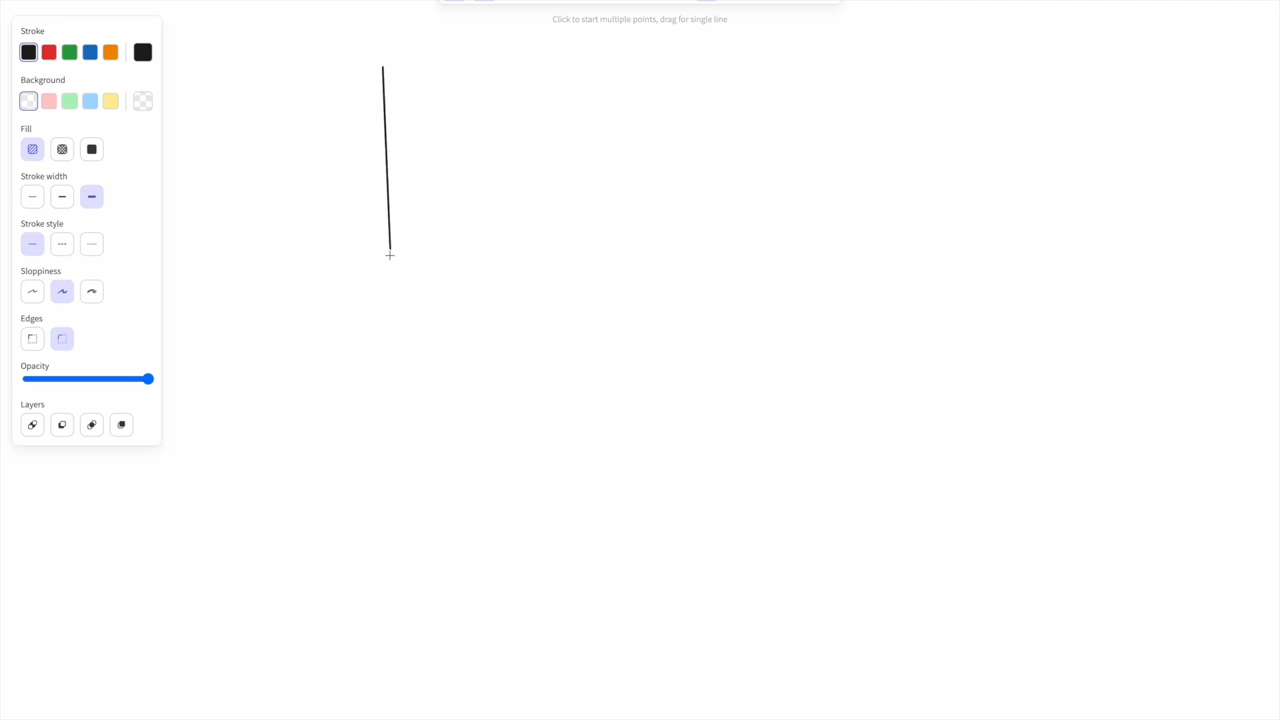 Click to start multiple points, drag for single line
Stroke
Background
Fill
Stroke width
Stroke style
Sloppiness
Edges
Opacity
Layers